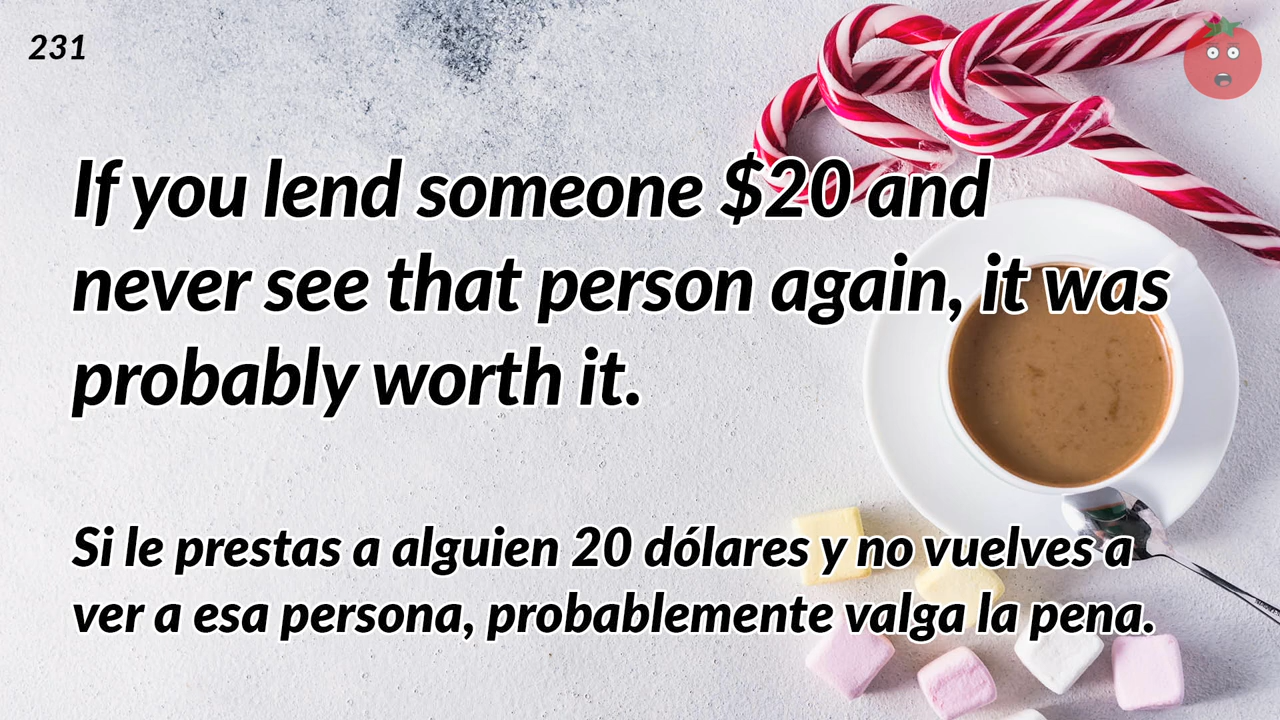 231
If you lend someone $20 and
never see that person again, it was
probably worth it.
Si le prestas a alguien 20 dólares y no vuelves a
ver a esa persona, probablemente valga la pena.